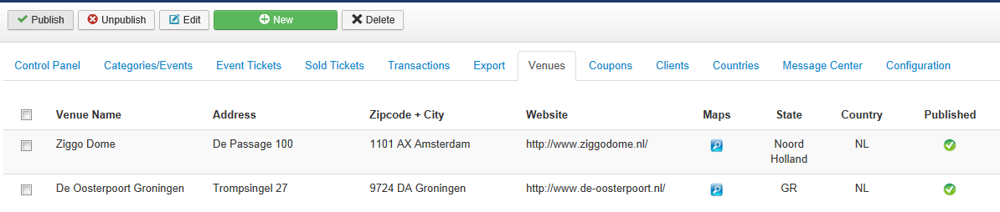 Publish Unpublish Edit New Delete
Control Panel Categories/Events Event Tickets Sold Tickets Transactions Export Venues Coupons Clients Countries Message Center Configuration
Venue Name Address Zipcode + City Website Maps State Country Published
Ziggo Dome De Passage 100 1101 AX Amsterdam http://www.ziggodome.nl/ Noord NL
Holland
De Oosterpoort Groningen Trompsingel 27 9724 DA Groningen http://www.de-oosterpoort.nl/ GR NL